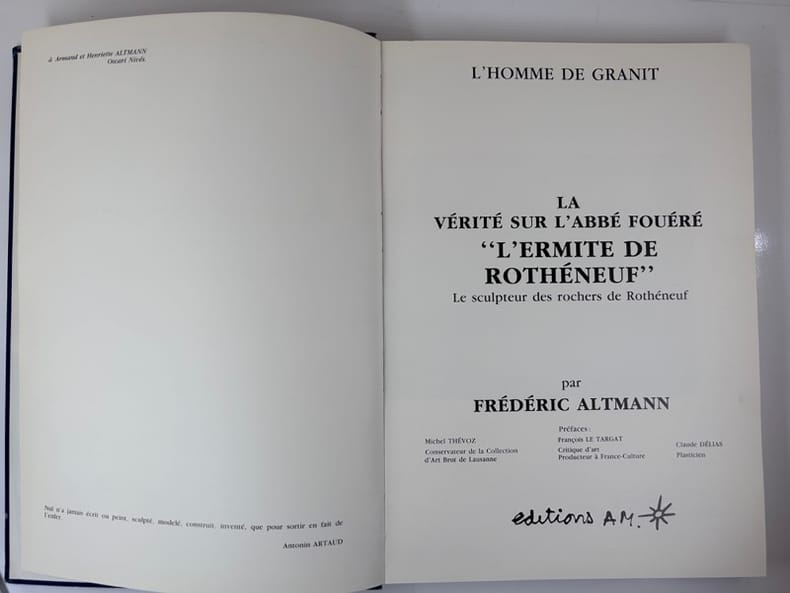 à Armand et Henriette ALTMANN
Oscari Nivés.
Nul n'a jamais écrit ou peint, sculpté, modelé, construit, inventé, que pour sortir en fait de
l'enfer.
Antonin ARTAUD
L'HOMME DE GRANIT
LA
VÉRITÉ SUR L'ABBÉ FOUÉRÉ
“L'ERMITE DE
ROTHÉNEUF”
Le sculpteur des rochers de Rothéneuf
par
FRÉDÉRIC ALTMANN
Préfaces :
Michel THÉVOZ
Conservateur de la Collection
d'Art Brut de Lausanne
François LE TARGAT
Critique d'art
Producteur à France-Culture
Claude DÉLIAS
Plasticien
editions A.M.